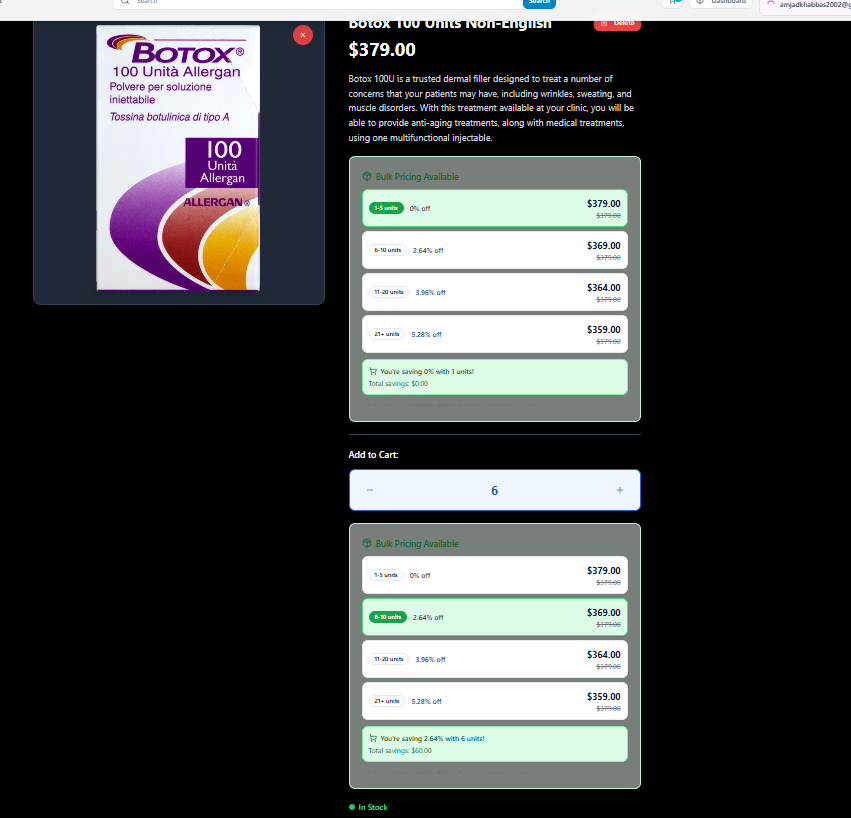 Search
Search
Dashboard
amjadkhabbas2002@g
Botox 100 Units Non-English
Delete
$379.00
BOTOX®
100 Unità Allergan
Polvere per soluzione
iniettabile
Tossina botulinica di tipo A
100
Unità
Allergan
ALLERGAN®
Botox 100U is a trusted dermal filler designed to treat a number of
concerns that your patients may have, including wrinkles, sweating, and
muscle disorders. With this treatment available at your clinic, you will be
able to provide anti-aging treatments, along with medical treatments,
using one multifunctional injectable.
Bulk Pricing Available
1-5 units 0% off $379.00
$379.00
6-10 units 2.64% off $369.00
$379.00
11-20 units 3.96% off $364.00
$379.00
21+ units 5.28% off $359.00
$379.00
You're saving 0% with 1 units!
Total savings: $0.00
Add to Cart:
− 6 +
Bulk Pricing Available
1-5 units 0% off $379.00
$379.00
6-10 units 2.64% off $369.00
$379.00
11-20 units 3.96% off $364.00
$379.00
21+ units 5.28% off $359.00
$379.00
You're saving 2.64% with 6 units!
Total savings: $60.00
In Stock